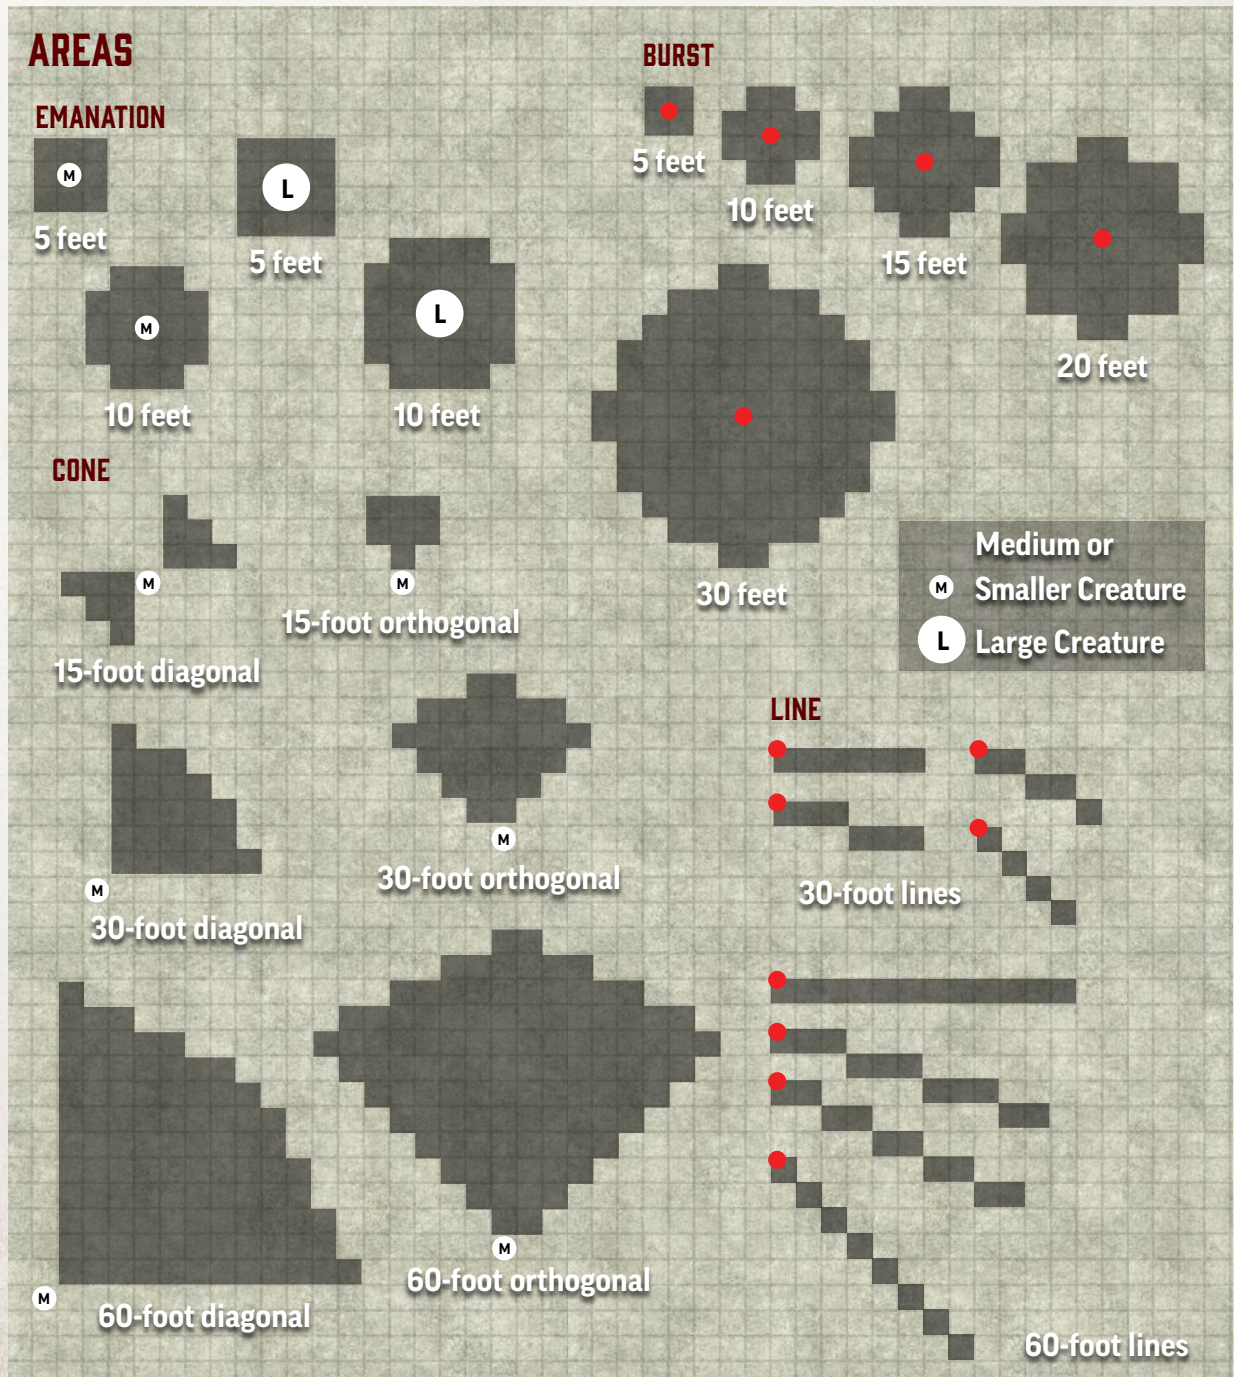 AREAS
EMANATION
M
5 feet
L
5 feet
M
10 feet
L
10 feet
BURST
5 feet
10 feet
15 feet
20 feet
30 feet
Medium or
M Smaller Creature
L Large Creature
CONE
M
15-foot diagonal
M
15-foot orthogonal
M
30-foot diagonal
M
30-foot orthogonal
M
60-foot diagonal
M
60-foot orthogonal
LINE
30-foot lines
60-foot lines